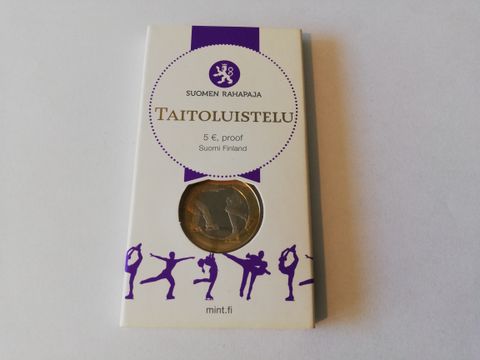 SUOMEN RAHAPAJA
TAITOLUISTELU
5 €, proof
Suomi Finland
mint.fi